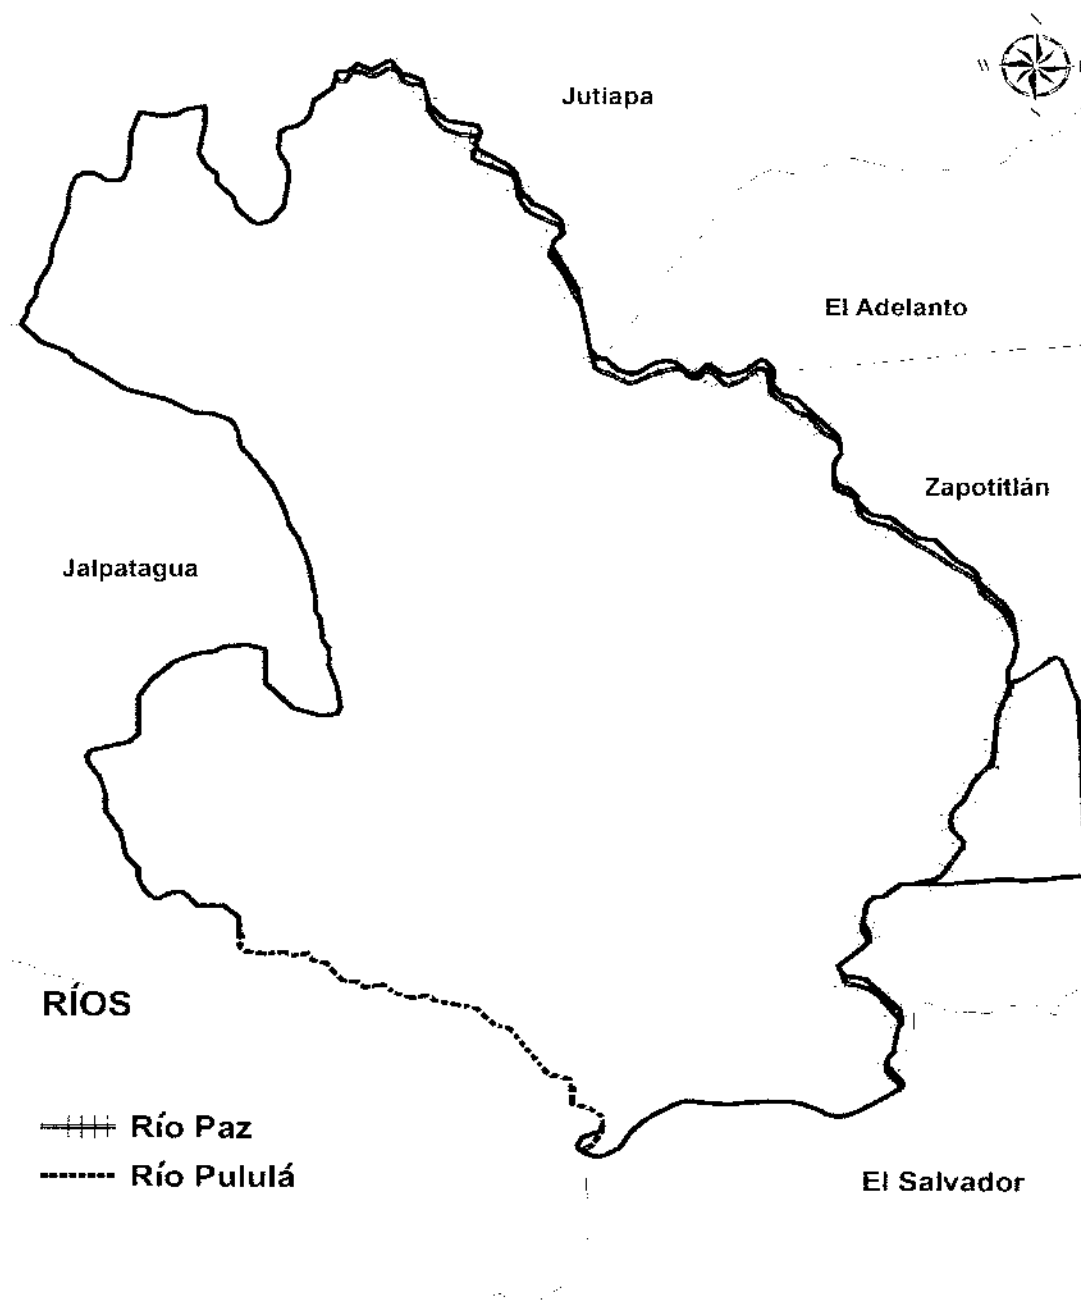 Jutiapa
W
El Adelanto
Zapotitlán
Jalpatagua
RÍOS
Río Paz
Río Pululá
El Salvador